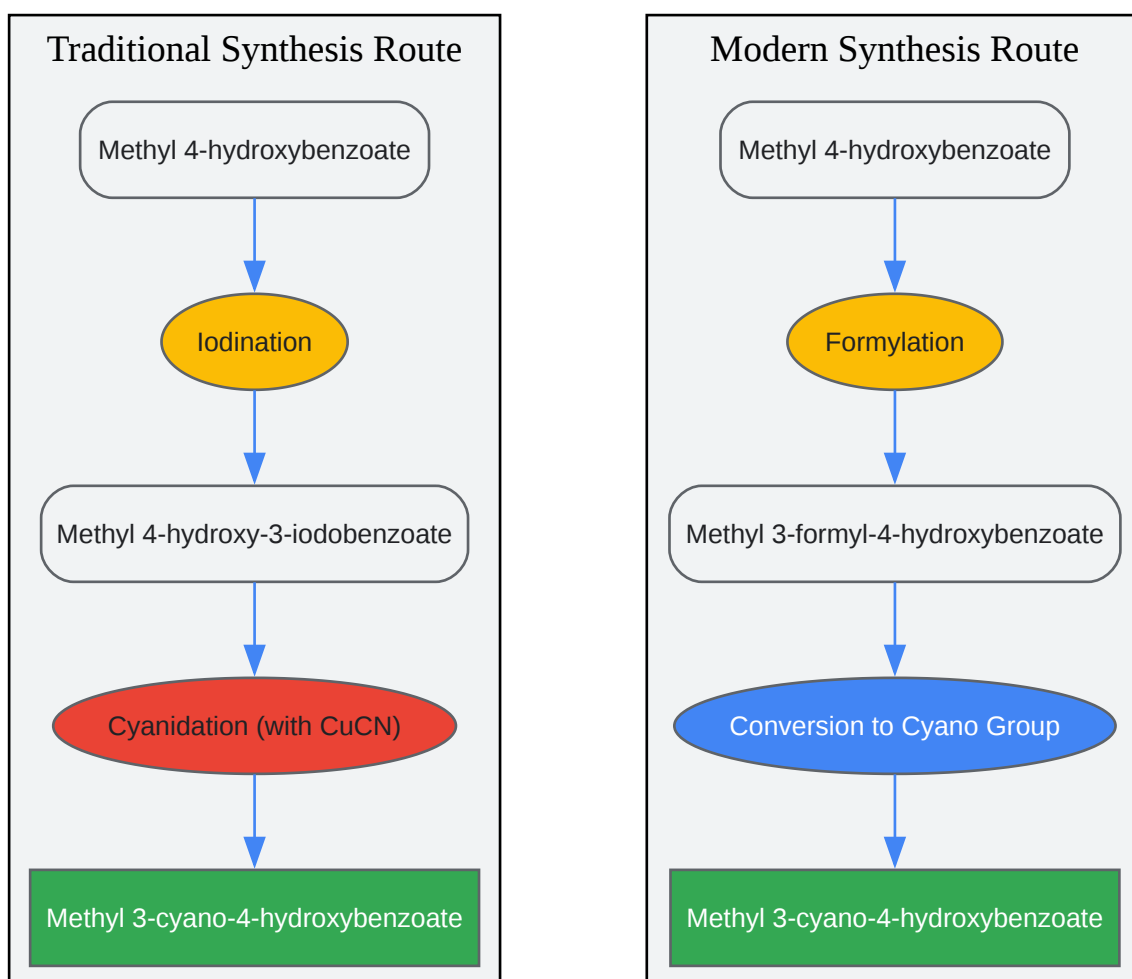 Traditional Synthesis Route
Methyl 4-hydroxybenzoate
Iodination
Methyl 4-hydroxy-3-iodobenzoate
Cyanidation (with CuCN)
Methyl 3-cyano-4-hydroxybenzoate
Modern Synthesis Route
Methyl 4-hydroxybenzoate
Formylation
Methyl 3-formyl-4-hydroxybenzoate
Conversion to Cyano Group
Methyl 3-cyano-4-hydroxybenzoate